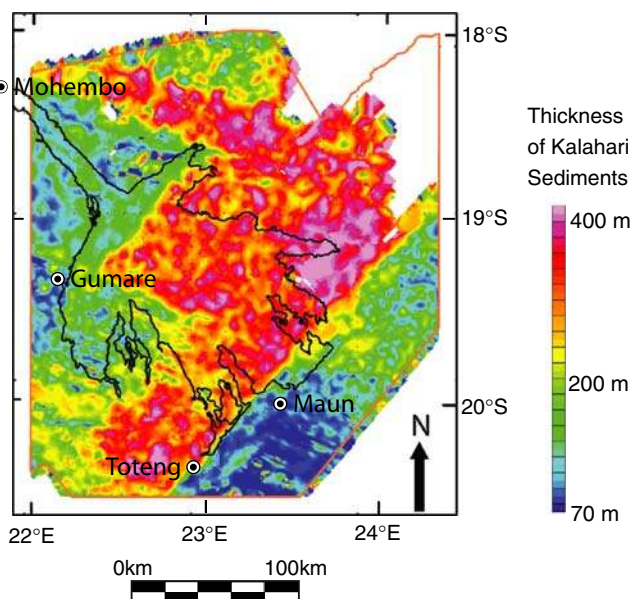 18°S
Mohembo
Thickness
of Kalahari
Sediments
19°S
400 m
Gumare
200 m
Maun
20°S
N
Toteng
70 m
22°E
23°E
24°E
0km
100km